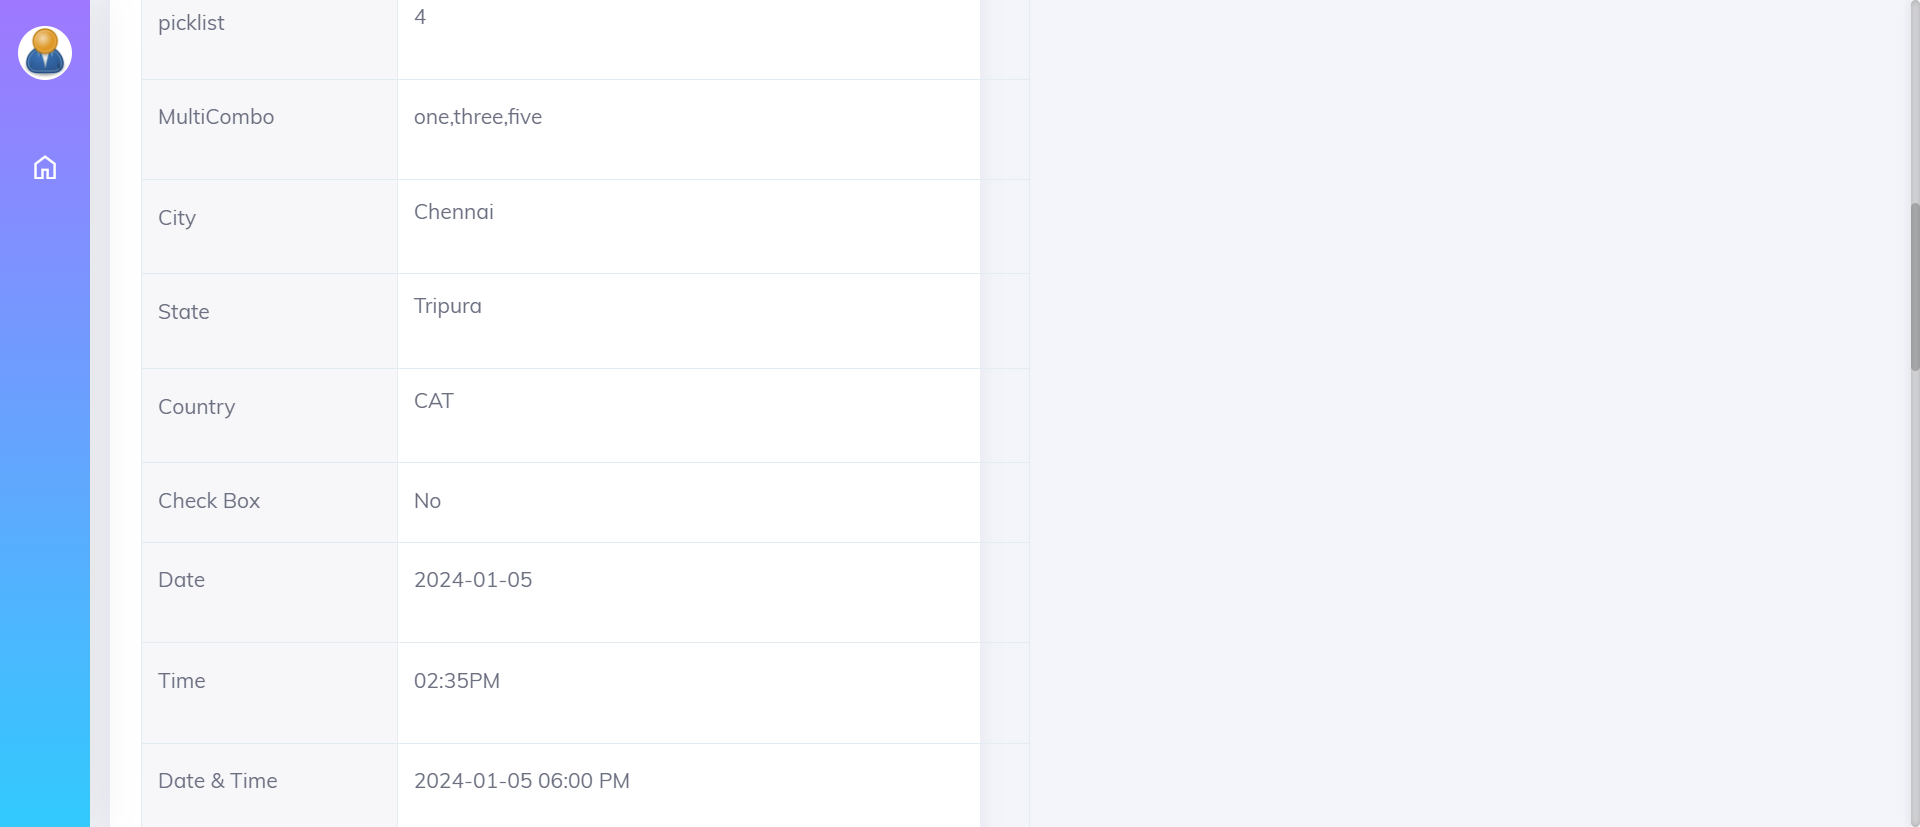 picklist 4
MultiCombo one,three,five
City Chennai
State Tripura
Country CAT
Check Box No
Date 2024-01-05
Time 02:35PM
Date & Time 2024-01-05 06:00 PM